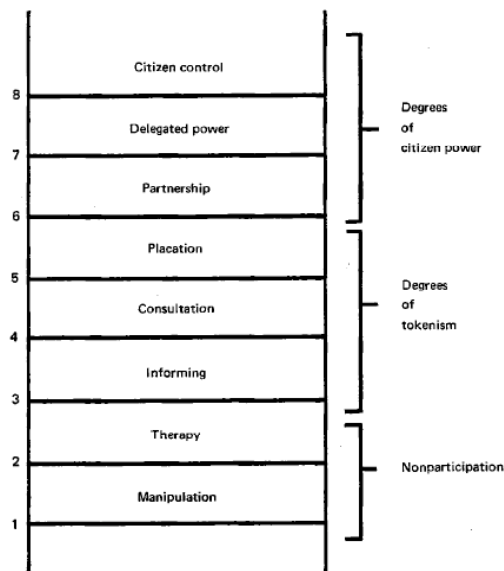 Citizen control
8
Delegated power
7
Partnership
6
Placation
5
Consultation
4
Informing
3
Therapy
2
Manipulation
1
Degrees
of
citizen power
Degrees
of
tokenism
Nonparticipation